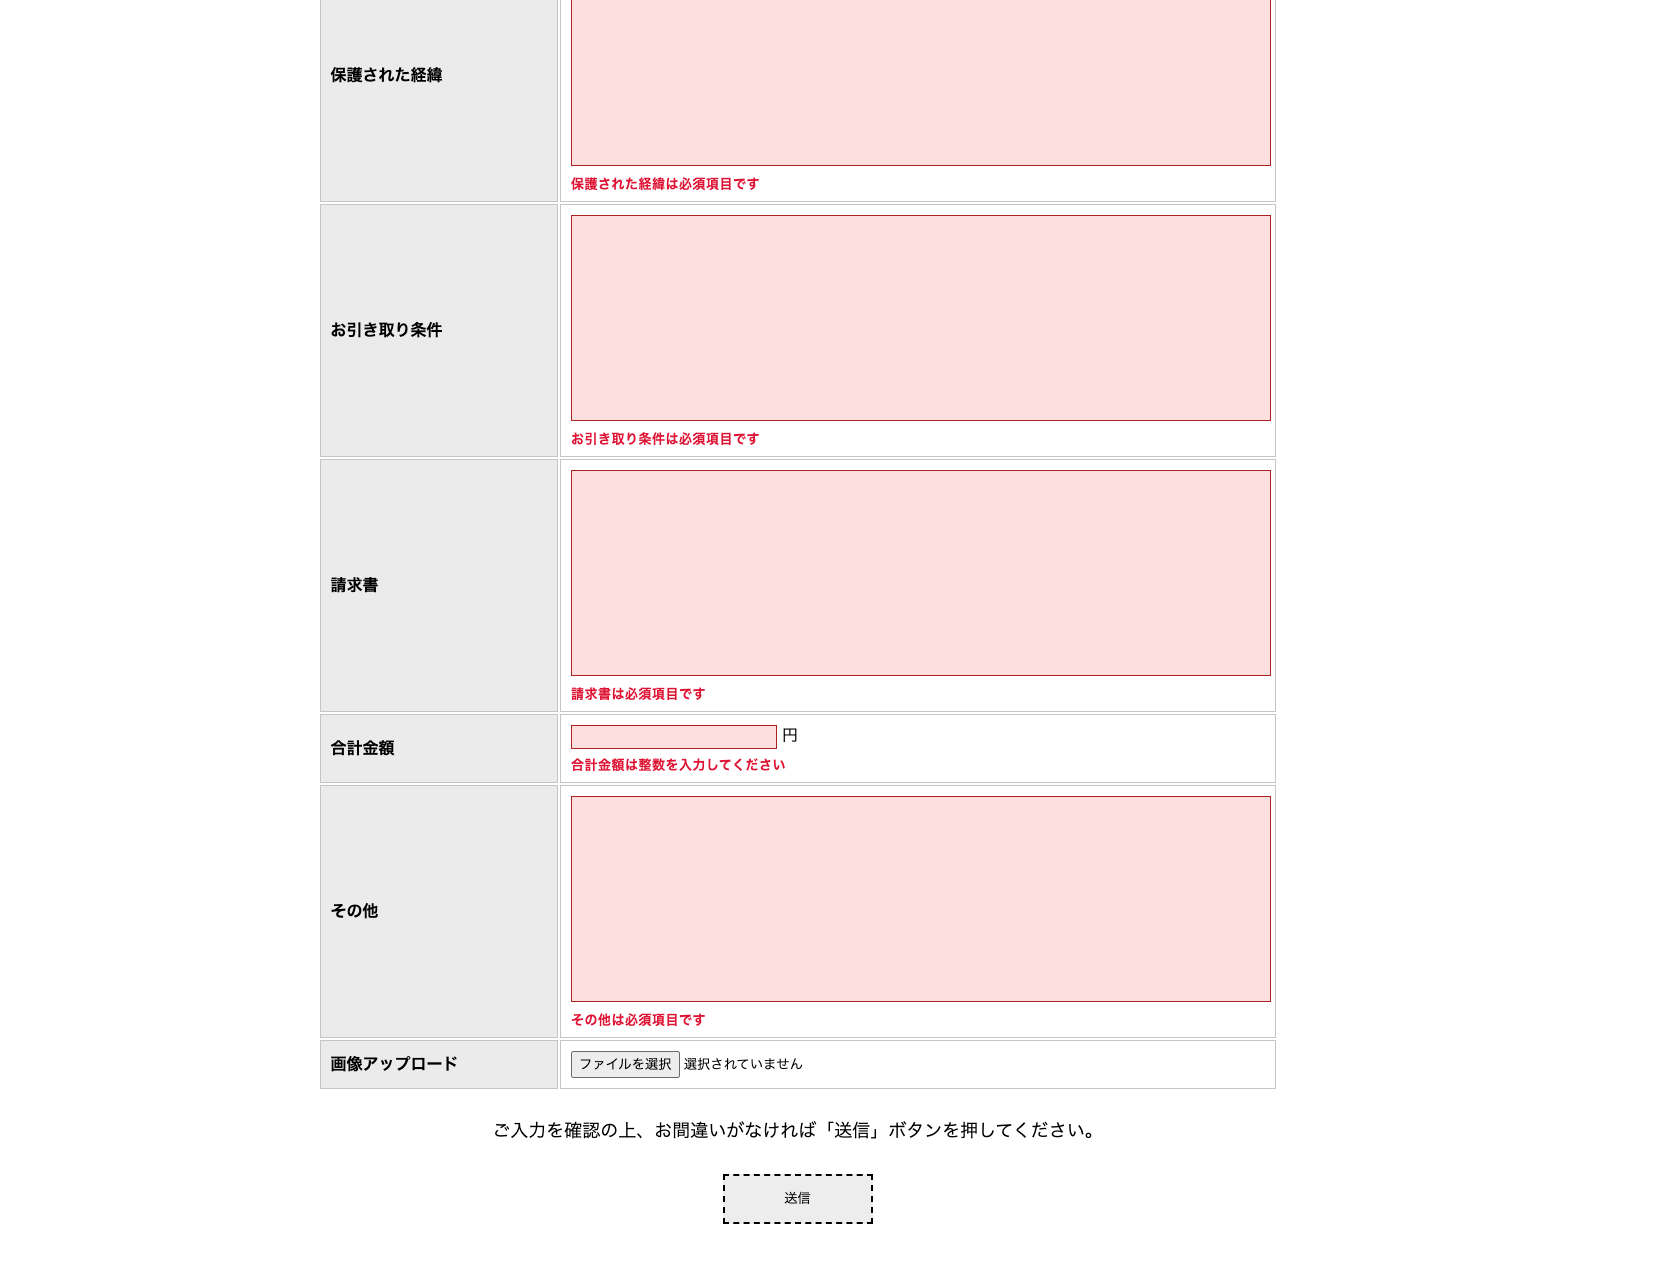 保護された経緯
保護された経緯は必須項目です
お引き取り条件
お引き取り条件は必須項目です
請求書
請求書は必須項目です
合計金額
円
合計金額は整数を入力してください
その他
その他は必須項目です
画像アップロード
ファイルを選択 選択されていません
ご入力を確認の上、お間違いがなければ「送信」ボタンを押してください。
送信